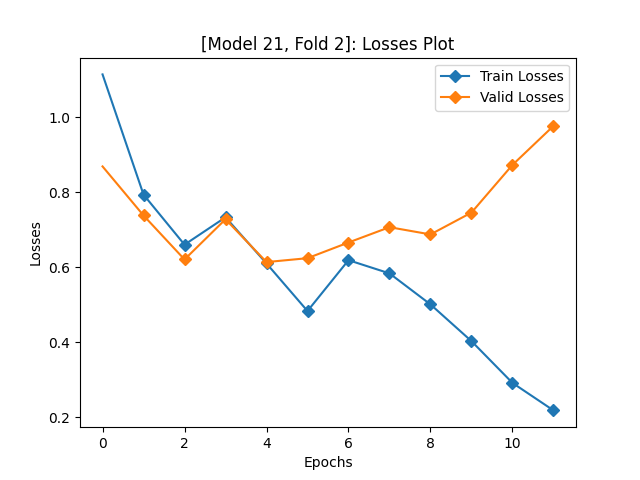 [Model 21, Fold 2]: Losses Plot
Train Losses
Valid Losses
Losses
1.0
0.8
0.6
0.4
0.2
0 2 4 6 8 10
Epochs